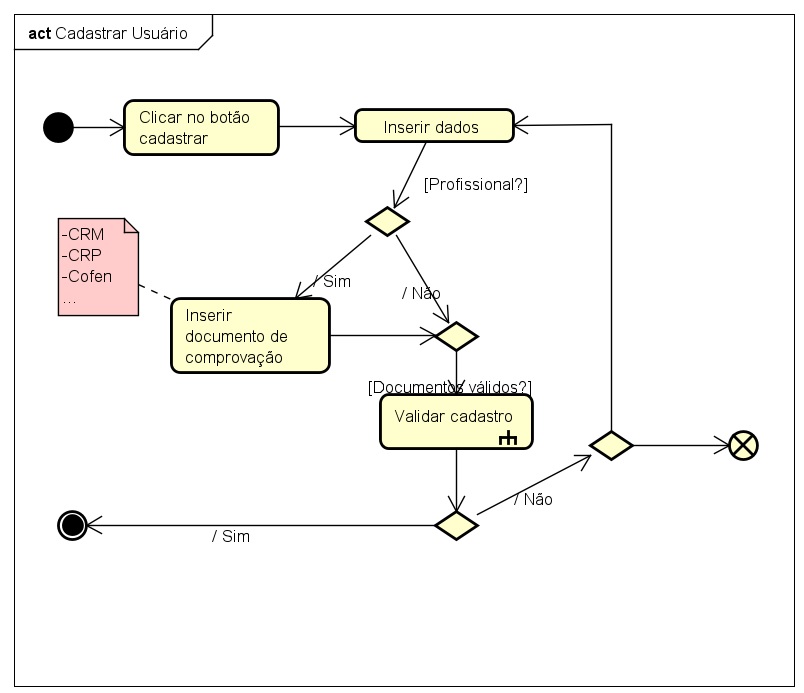 act Cadastrar Usuário
Clicar no botão
cadastrar
Inserir dados
[Profissional?]
-CRM
-CRP
-Cofen
...
/ Sim
/ Não
Inserir
documento de
comprovação
[Documentos válidos?]
Validar cadastro
/ Não
/ Sim